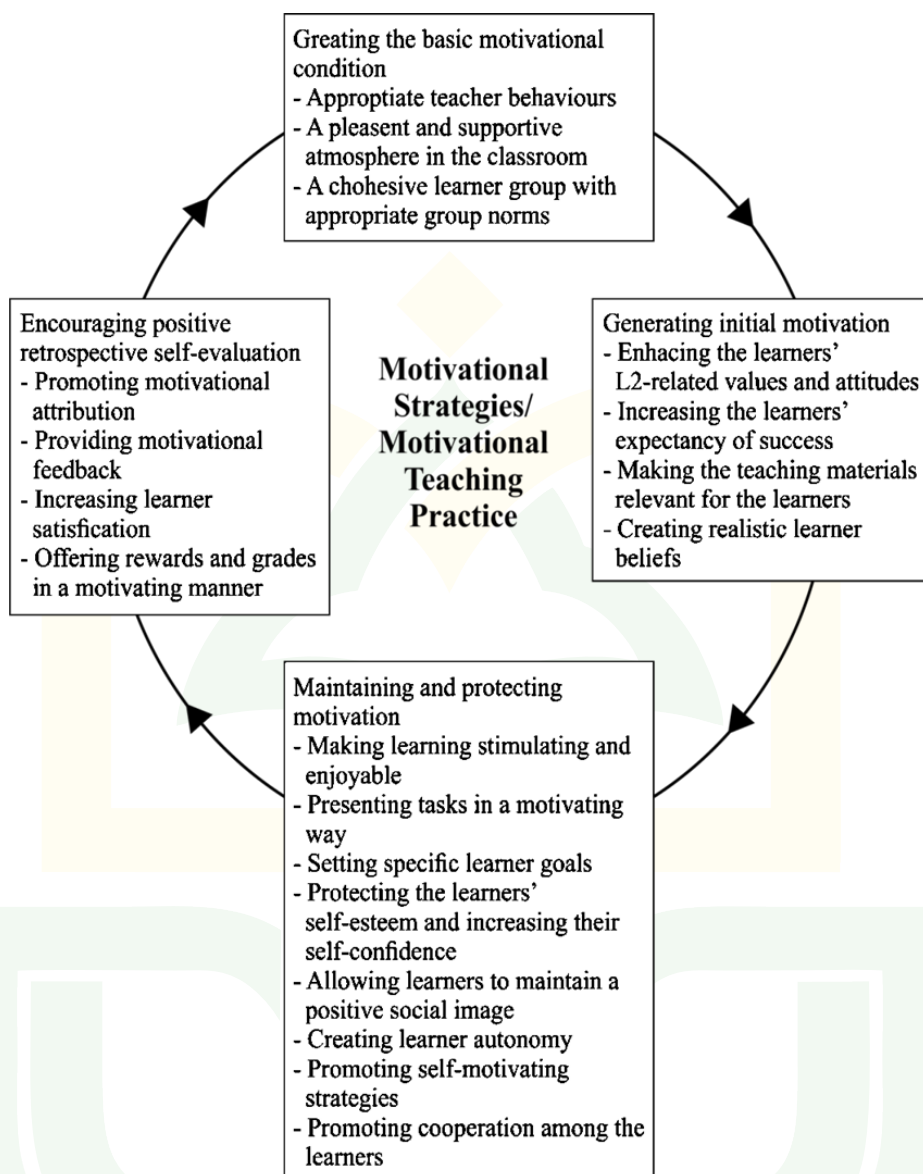 Greating the basic motivational
condition
- Approptiate teacher behaviours
- A pleasent and supportive
atmosphere in the classroom
- A chohesive learner group with
appropriate group norms
Encouraging positive
retrospective self-evaluation
- Promoting motivational
attribution
- Providing motivational
feedback
- Increasing learner
satisfication
- Offering rewards and grades
in a motivating manner
Motivational
Strategies/
Motivational
Teaching
Practice
Generating initial motivation
- Enhacing the learners’
L2-related values and attitudes
- Increasing the learners’
expectancy of success
- Making the teaching materials
relevant for the learners
- Creating realistic learner
beliefs
Maintaining and protecting
motivation
- Making learning stimulating and
enjoyable
- Presenting tasks in a motivating
way
- Setting specific learner goals
- Protecting the learners’
self-esteem and increasing their
self-confidence
- Allowing learners to maintain a
positive social image
- Creating learner autonomy
- Promoting self-motivating
strategies
- Promoting cooperation among the
learners